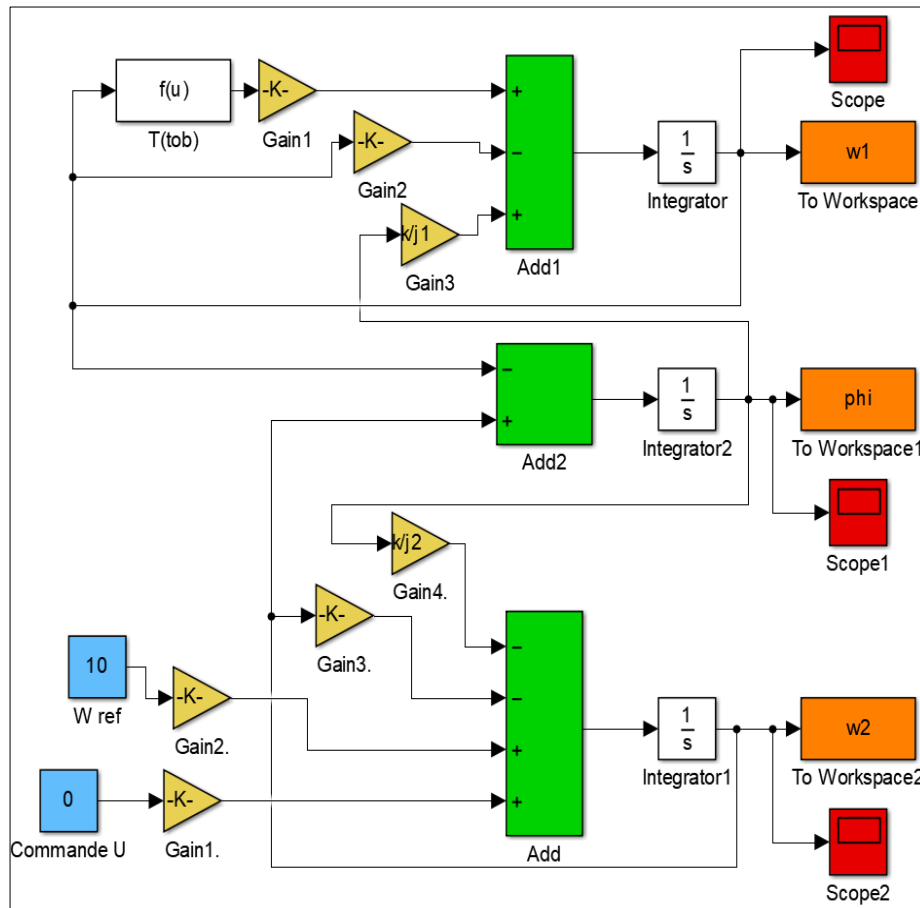 f(u)
T(tob)
-K-
Gain1
-K-
Gain2
k/j1
Gain3
+
−
+
Add1
1
s
Integrator
Scope
w1
To Workspace
−
+
Add2
1
s
Integrator2
phi
To Workspace1
Scope1
k/j2
Gain4.
-K-
Gain3.
10
W ref
-K-
Gain2.
0
Commande U
-K-
Gain1.
−
−
+
+
Add
1
s
Integrator1
w2
To Workspace2
Scope2